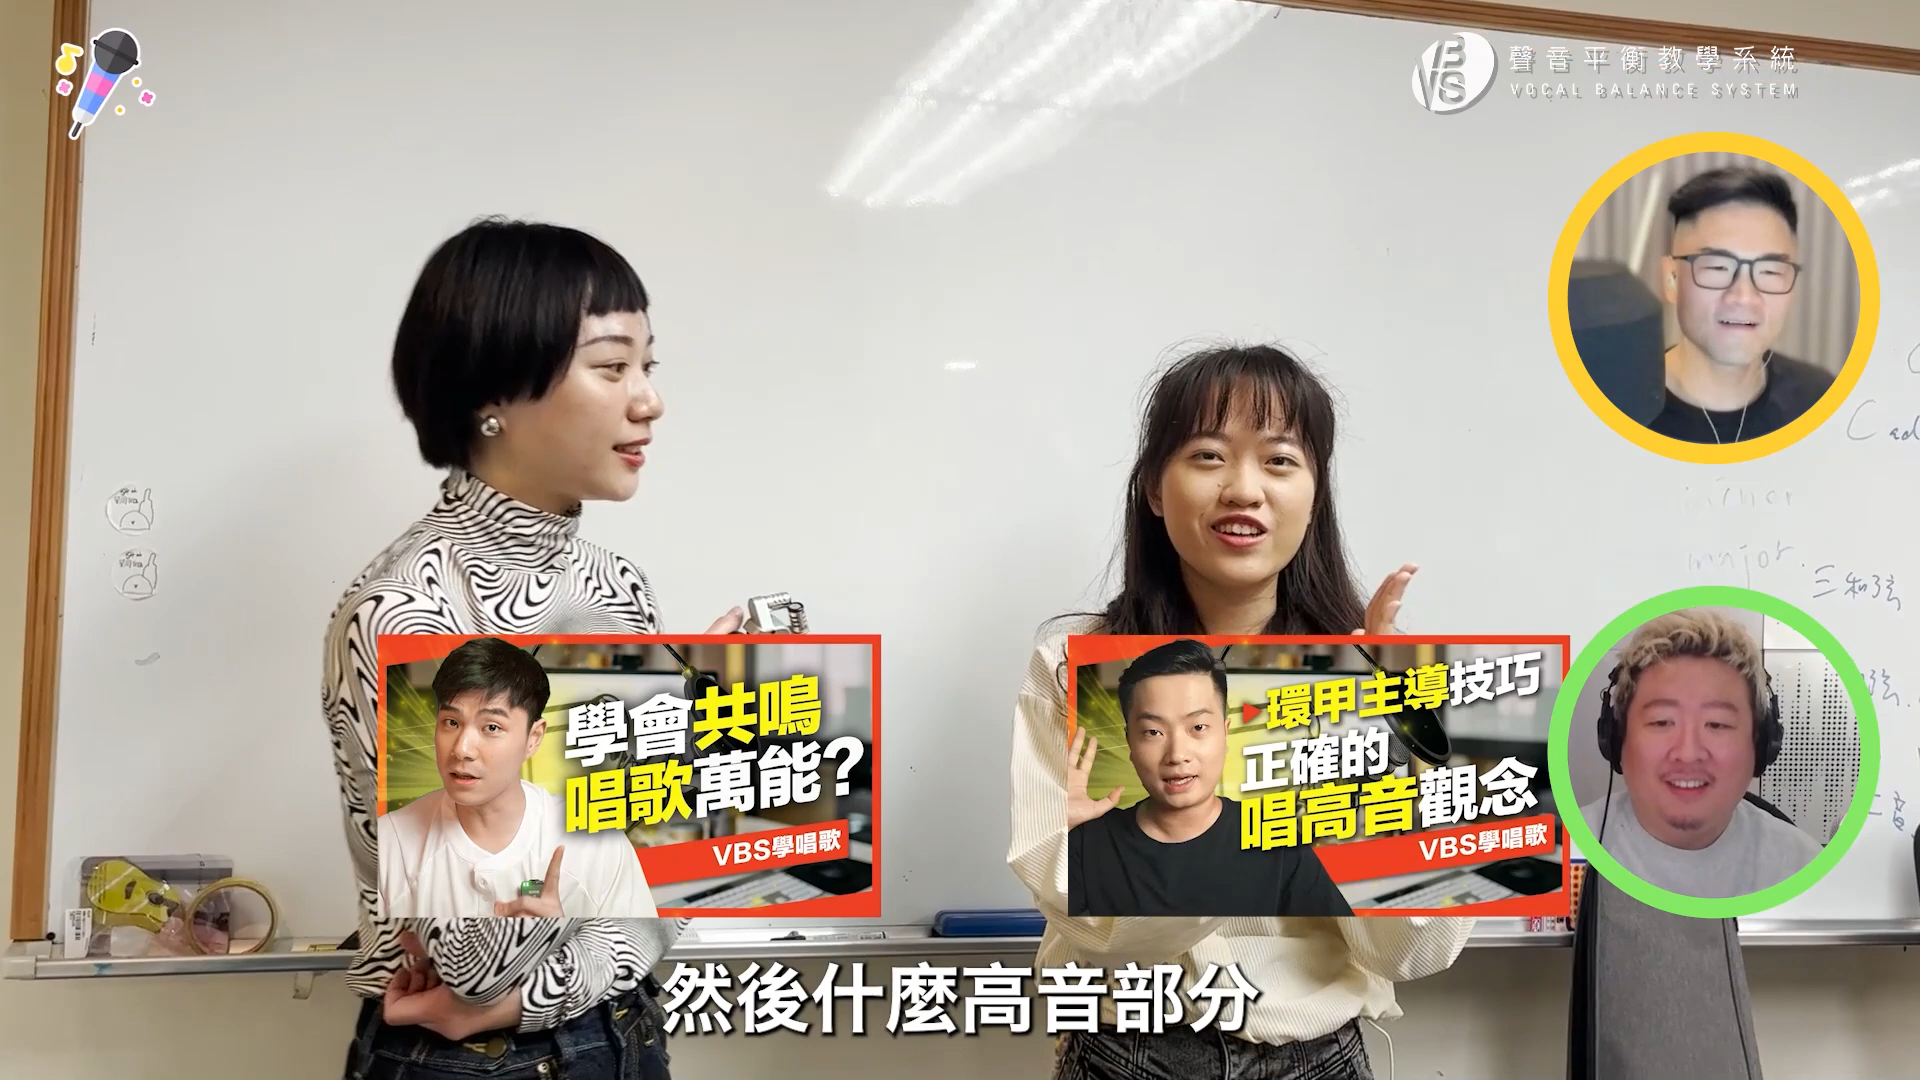 VBS
聲音平衡教學系統
VOCAL BALANCE SYSTEM
major.
三和弦
學會共鳴
唱歌萬能?
VBS學唱歌
環甲主導技巧
正確的
唱高音觀念
VBS學唱歌
然後什麼高音部分